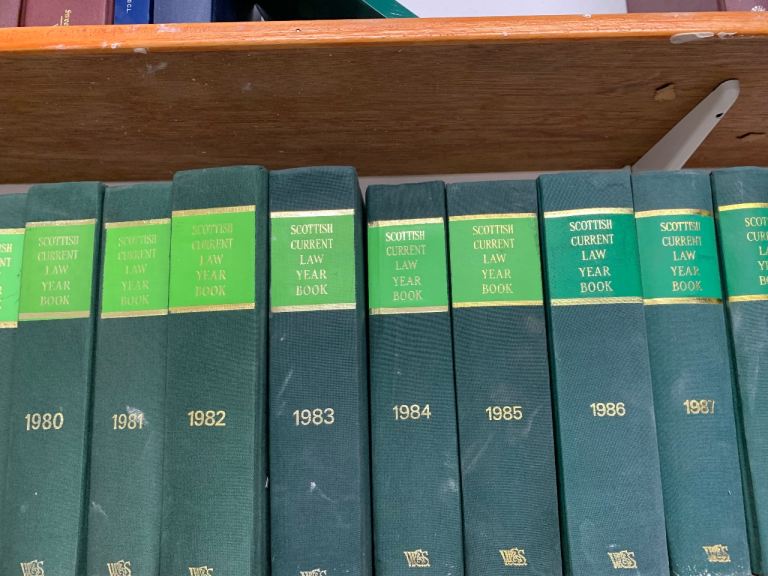 SCOTTISH
CURRENT
LAW
YEAR
BOOK
1980
W&S
SCOTTISH
CURRENT
LAW
YEAR
BOOK
1981
W&S
SCOTTISH
CURRENT
LAW
YEAR
BOOK
1982
W&S
SCOTTISH
CURRENT
LAW
YEAR
BOOK
1983
W&S
SCOTTISH
CURRENT
LAW
YEAR
BOOK
1984
W&S
SCOTTISH
CURRENT
LAW
YEAR
BOOK
1985
W&S
SCOTTISH
CURRENT
LAW
YEAR
BOOK
1986
W&S
SCOTTISH
CURRENT
LAW
YEAR
BOOK
1987
W&S